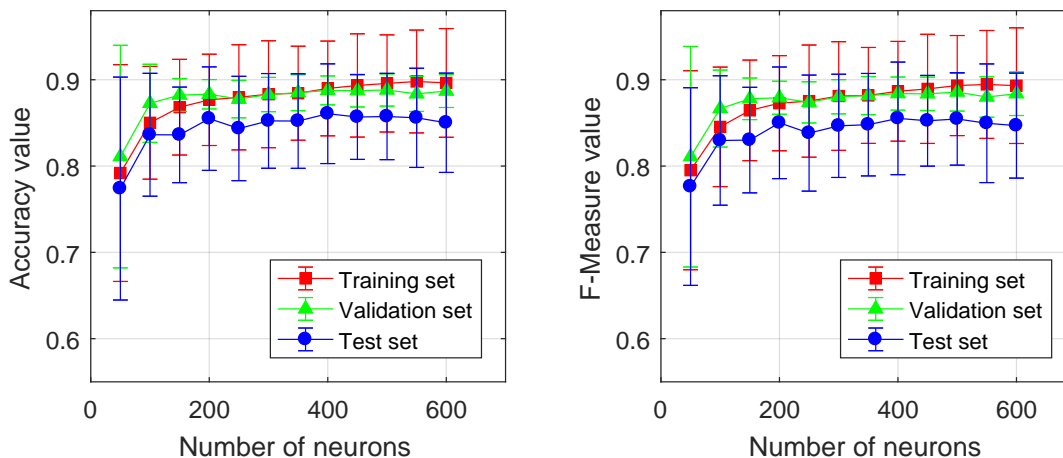 0.9
0.8
0.7
0.6
Accuracy value
Training set
Validation set
Test set
0
200
400
600
Number of neurons
0.9
0.8
0.7
0.6
F-Measure value
Training set
Validation set
Test set
0
200
400
600
Number of neurons